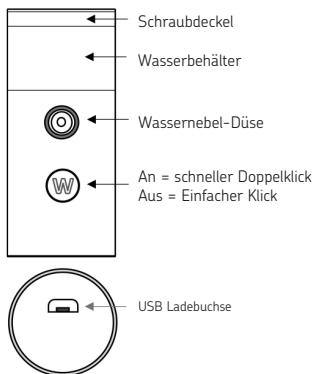 Schraubdeckel
Wasserbehälter
Wassernebel-Düse
W
An = schneller Doppelklick
Aus = Einfacher Klick
USB Ladebuchse